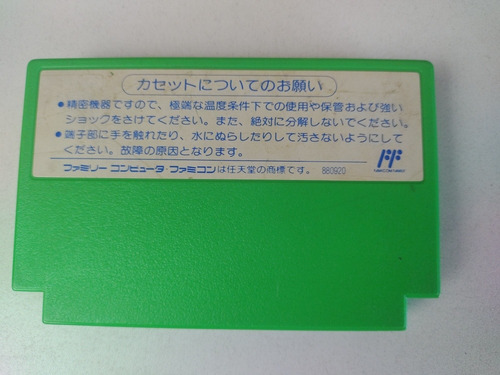 カセットについてのお願い
●精密機器ですので、極端な温度条件下での使用や保管および強い
ショックをさけてください。また、絶対に分解しないでください。
●端子部に手を触れたり、水にぬらしたりして汚さないようにして
ください。故障の原因となります。
ファミリー コンピュータ・ファミコンは任天堂の商標です。 880920
FAMICOM FAMILY